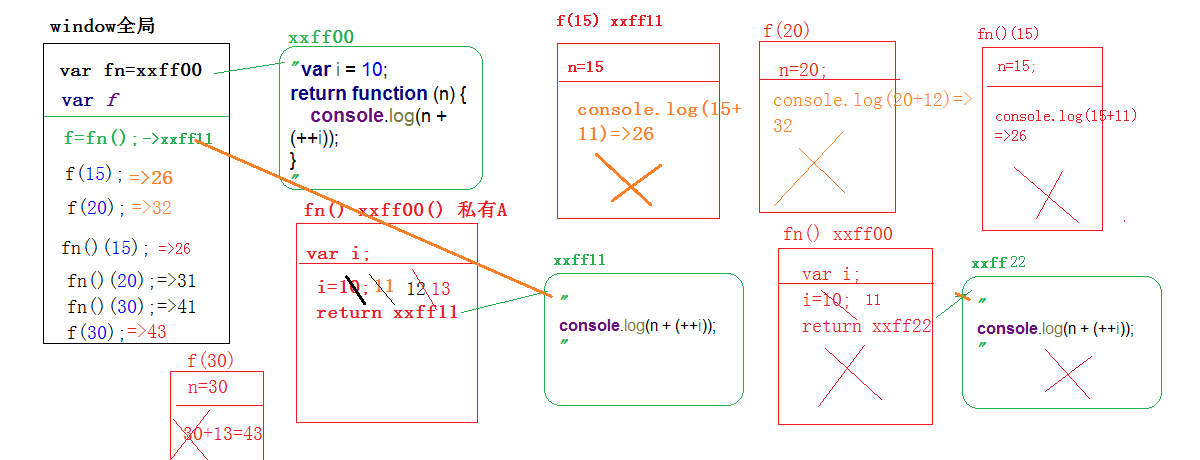 window全局
var fn=xxff00
var f
f=fn();->xxff11
f(15);=>26
f(20);=>32
fn()(15); =>26
fn()(20);=>31
fn()(30);=>41
f(30);=>43
xxff00
"var i = 10;
return function (n) {
console.log(n +
(++i));
}
"
fn() xxff00() 私有A
var i;
i=10; 11 12 13
return xxff11
f(30)
n=30
30+13=43
f(15) xxff11
n=15
console.log(15+
11)=>26
xxff11
"
console.log(n + (++i));
"
f(20)
n=20;
console.log(20+12)=>
32
fn()(15)
n=15;
console.log(15+11)
=>26
fn() xxff00
var i;
i=10; 11
return xxff22
xxff22
"
console.log(n + (++i));
"